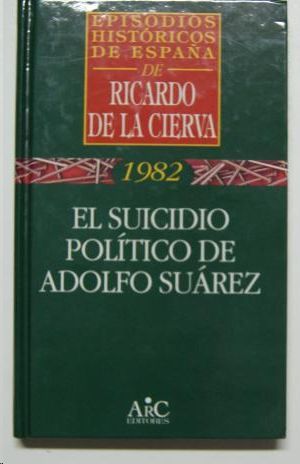 EPISODIOS
HISTÓRICOS
DE ESPAÑA
DE
RICARDO
DE LA CIERVA
1982
EL SUICIDIO
POLÍTICO DE
ADOLFO SUÁREZ
ARC
EDITORES